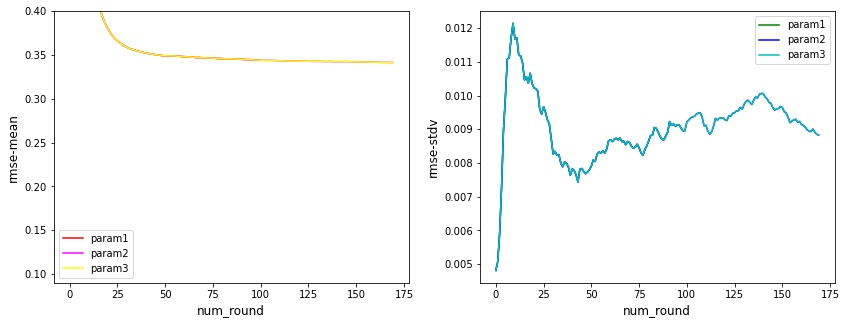 0.40
0.35
0.30
0.25
0.20
0.15
0.10
rmse-mean
param1
param2
param3
0 25 50 75 100 125 150 175
num_round
0.012
0.011
0.010
0.009
0.008
0.007
0.006
0.005
rmse-stdv
param1
param2
param3
0 25 50 75 100 125 150 175
num_round